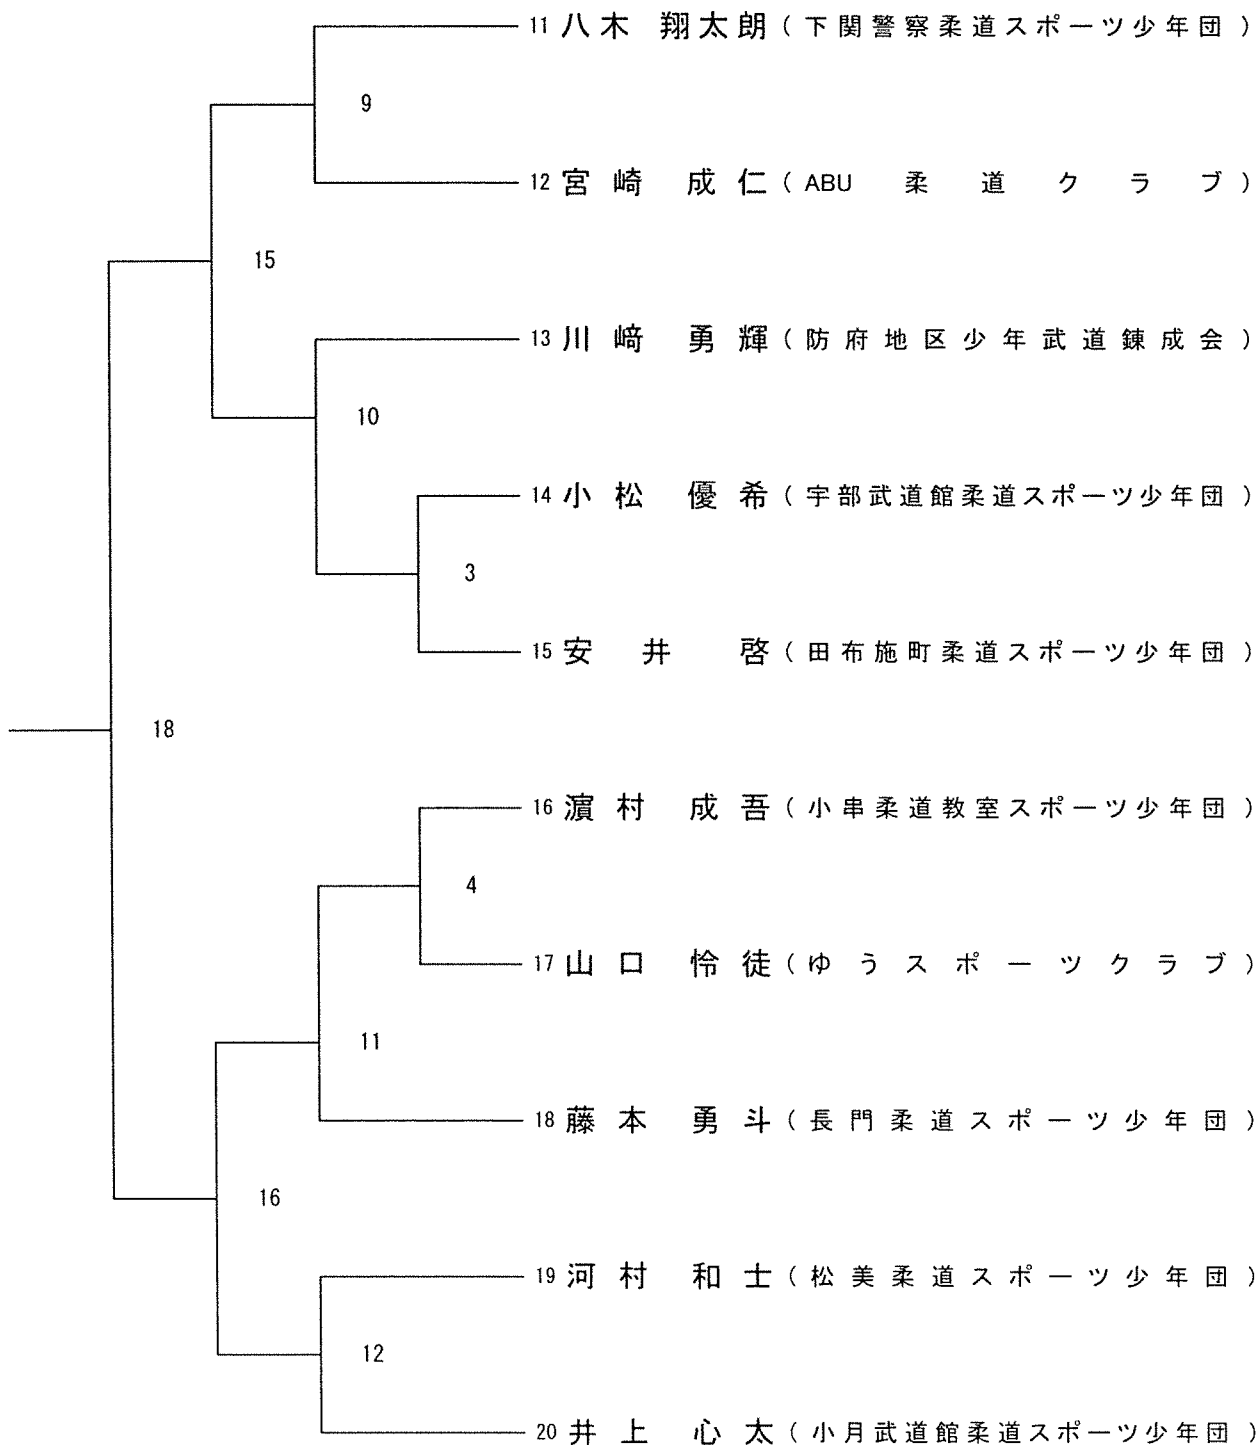 11 八木 翔太朗 (下関警察柔道スポーツ少年団)
9
12 宮崎 成仁 (ABU 柔道クラブ)
15
13 川﨑 勇輝 (防府地区少年武道錬成会)
10
14 小松 優希 (宇部武道館柔道スポーツ少年団)
3
15 安井 啓 (田布施町柔道スポーツ少年団)
18
16 濵村 成吾 (小串柔道教室スポーツ少年団)
4
17 山口 怜徒 (ゆうスポーツクラブ)
11
18 藤本 勇斗 (長門柔道スポーツ少年団)
16
19 河村 和士 (松美柔道スポーツ少年団)
12
20 井上 心太 (小月武道館柔道スポーツ少年団)